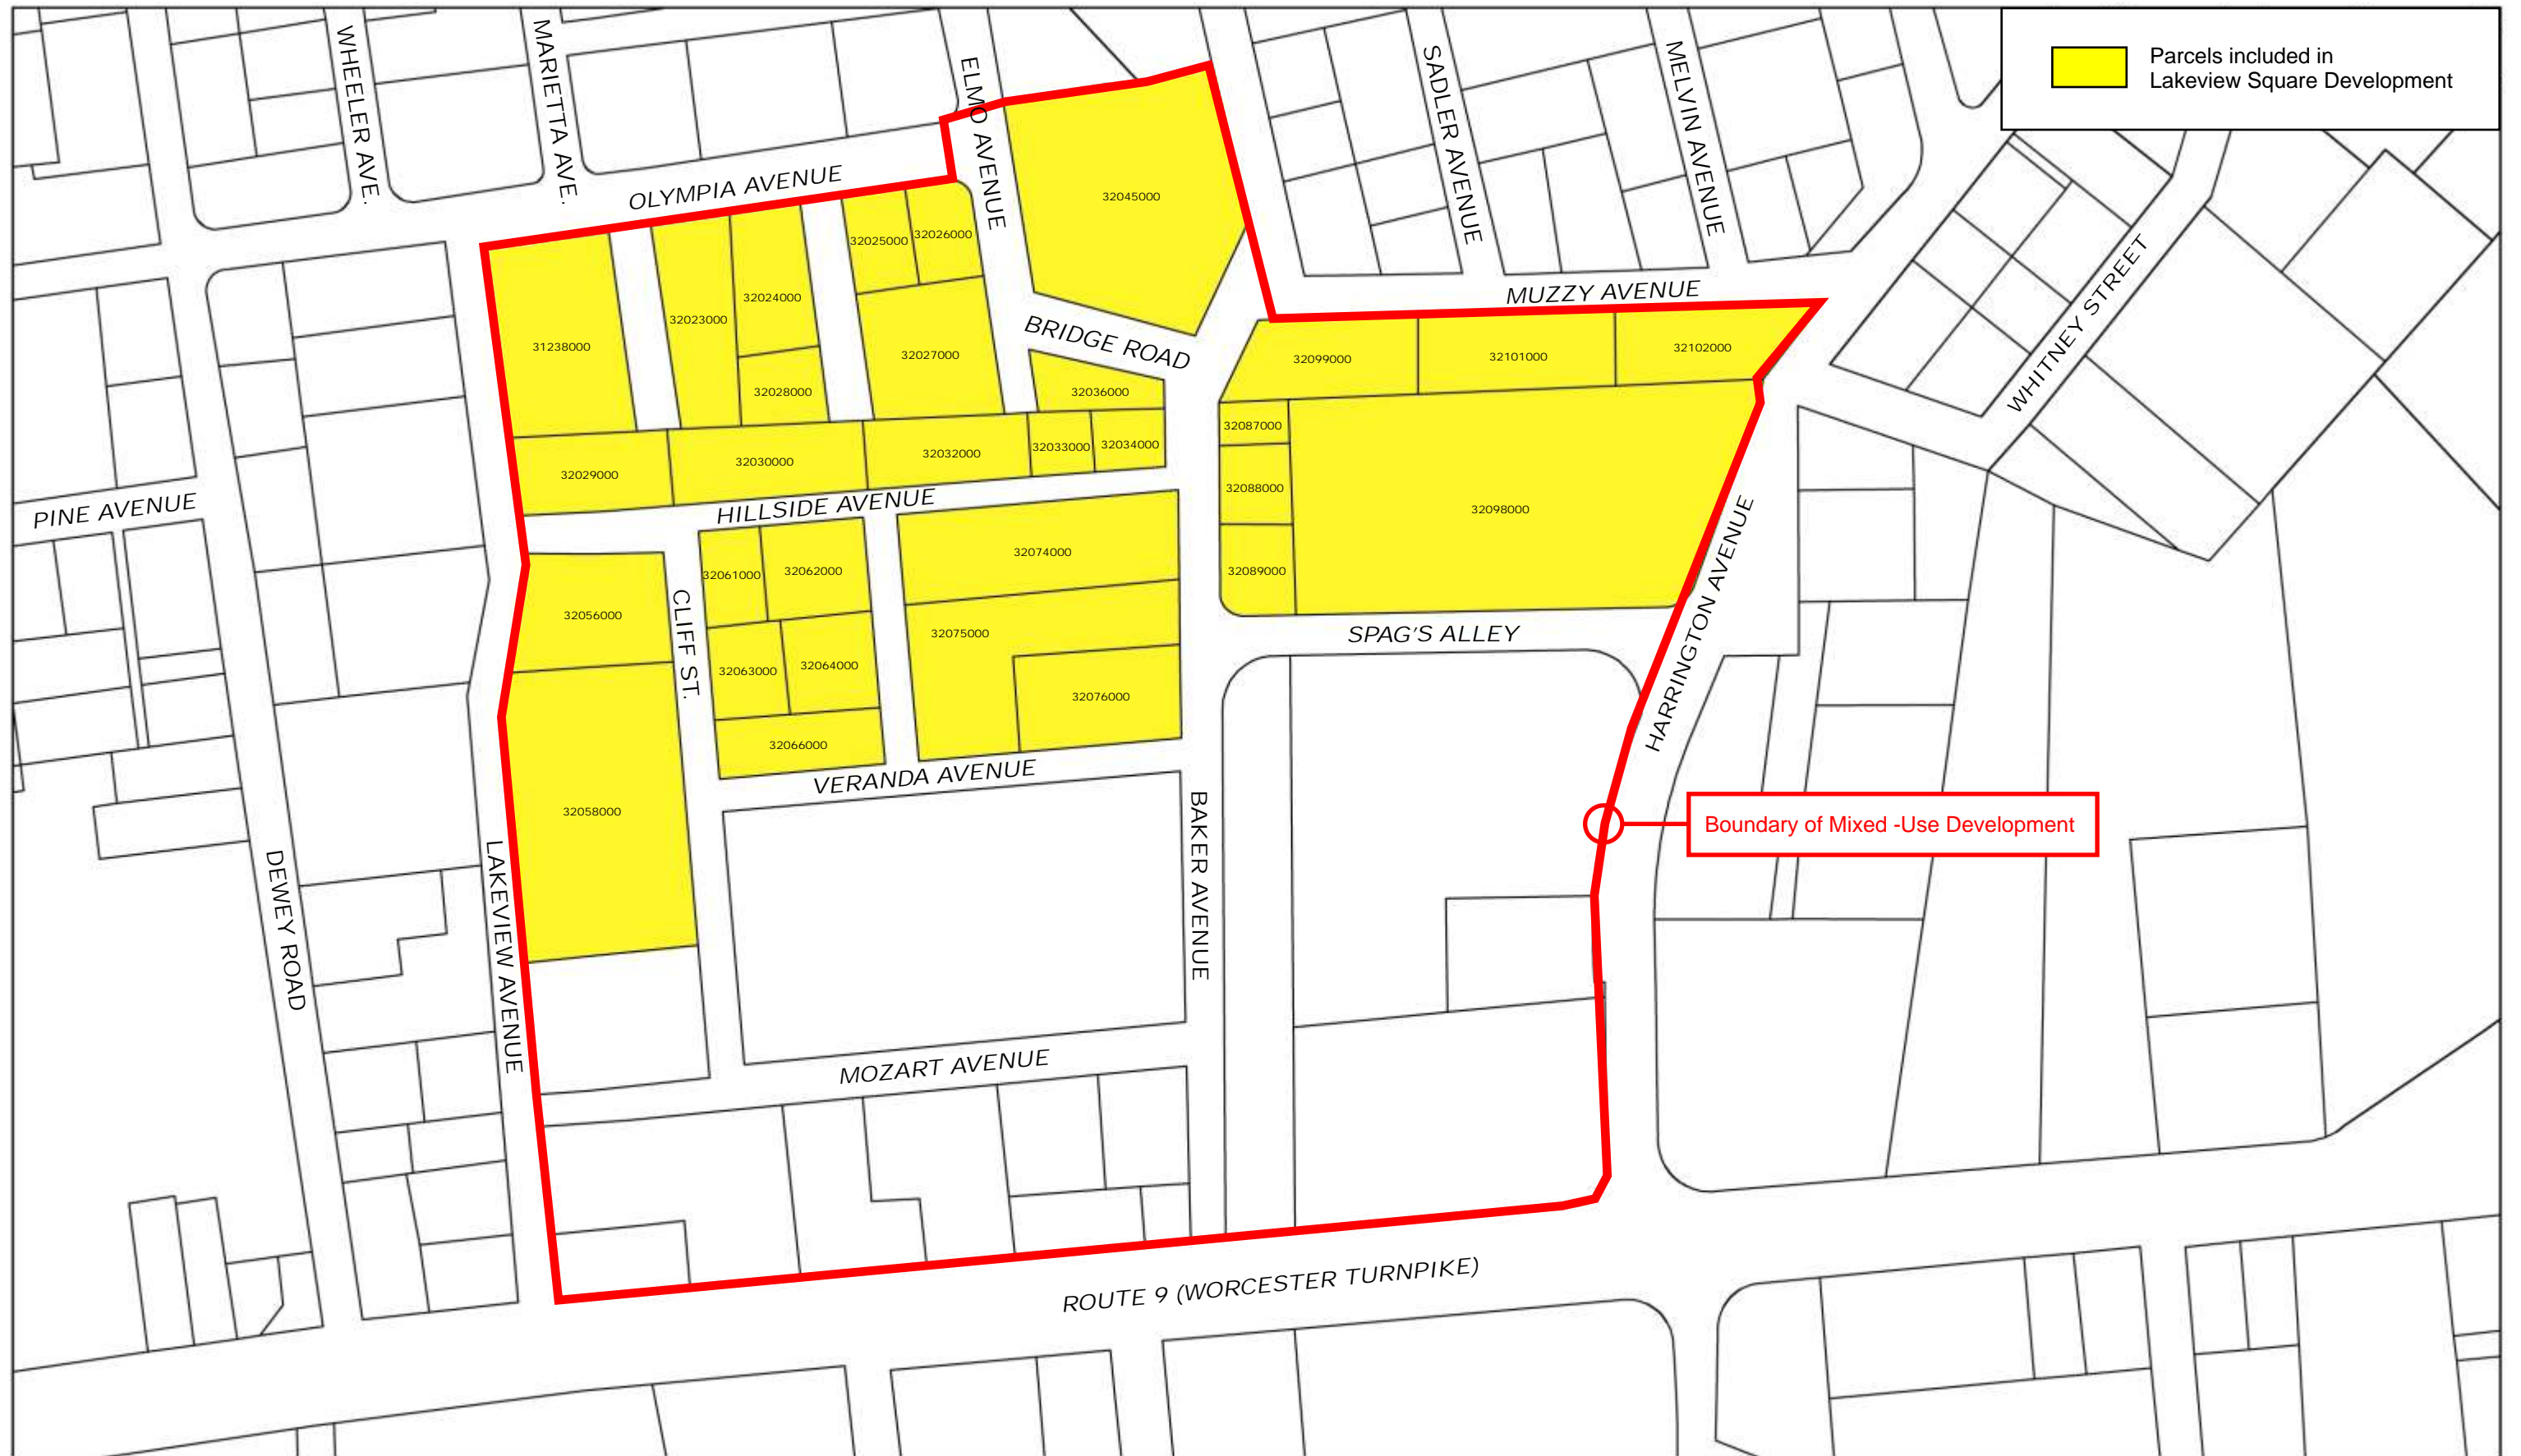 Parcels included in
Lakeview Square Development
WHEELER AVE.
MARIETTA AVE.
ELMO AVENUE
SADLER AVENUE
MELVIN AVENUE
OLYMPIA AVENUE
32045000
32025000
32026000
32024000
32023000
31238000
32027000
32028000
BRIDGE ROAD
MUZZY AVENUE
WHITNEY STREET
32036000
32099000
32101000
32102000
32029000
32030000
32032000
32033000
32034000
32087000
32088000
32089000
32098000
PINE AVENUE
HILLSIDE AVENUE
32074000
32061000
32062000
32056000
CLIFF ST.
32075000
32063000
32064000
32076000
32066000
SPAG'S ALLEY
HARRINGTON AVENUE
VERANDA AVENUE
32058000
Boundary of Mixed -Use Development
DEWEY ROAD
LAKEVIEW AVENUE
BAKER AVENUE
MOZART AVENUE
ROUTE 9 (WORCESTER TURNPIKE)